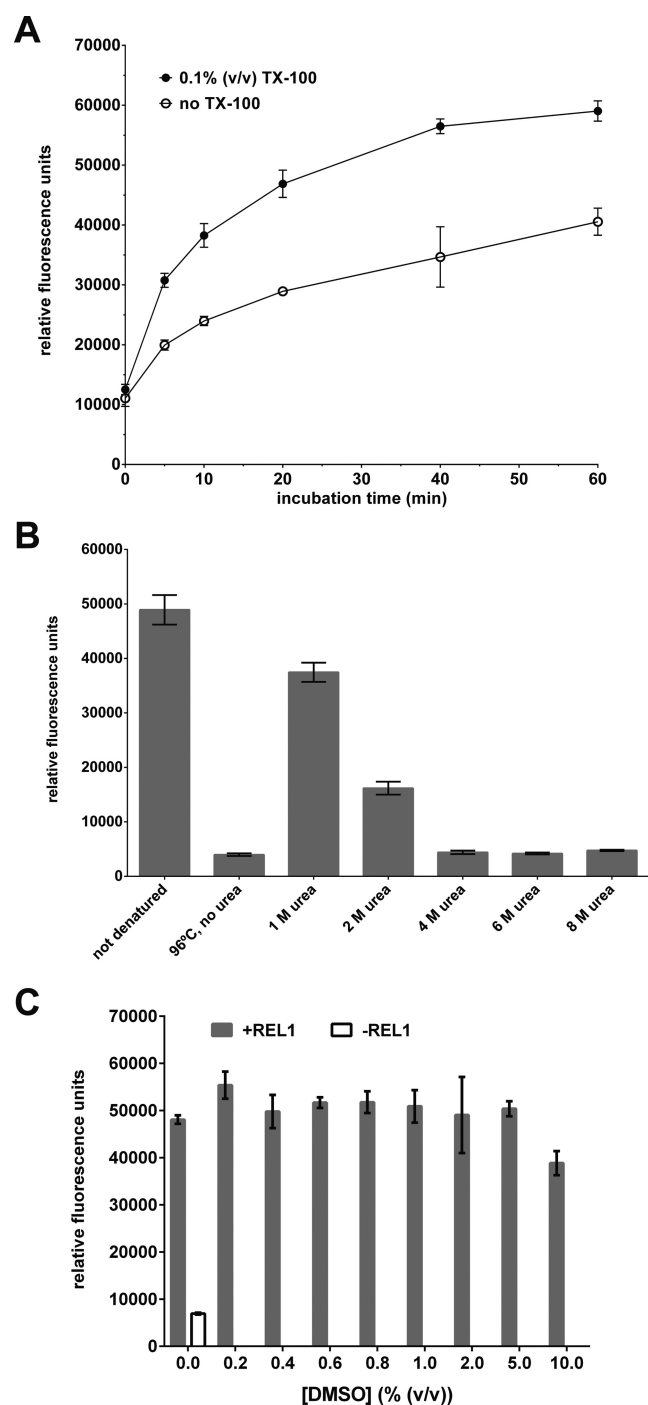 A
70000
60000
50000
40000
30000
20000
10000
0
relative fluorescence units
0.1% (v/v) TX-100
no TX-100
0 10 20 30 40 50 60
incubation time (min)
B
60000
50000
40000
30000
20000
10000
0
relative fluorescence units
not denatured
96ºC, no urea
1 M urea
2 M urea
4 M urea
6 M urea
8 M urea
C
70000
60000
50000
40000
30000
20000
10000
0
relative fluorescence units
+REL1 -REL1
0.0 0.2 0.4 0.6 0.8 1.0 2.0 5.0 10.0
[DMSO] (% (v/v))